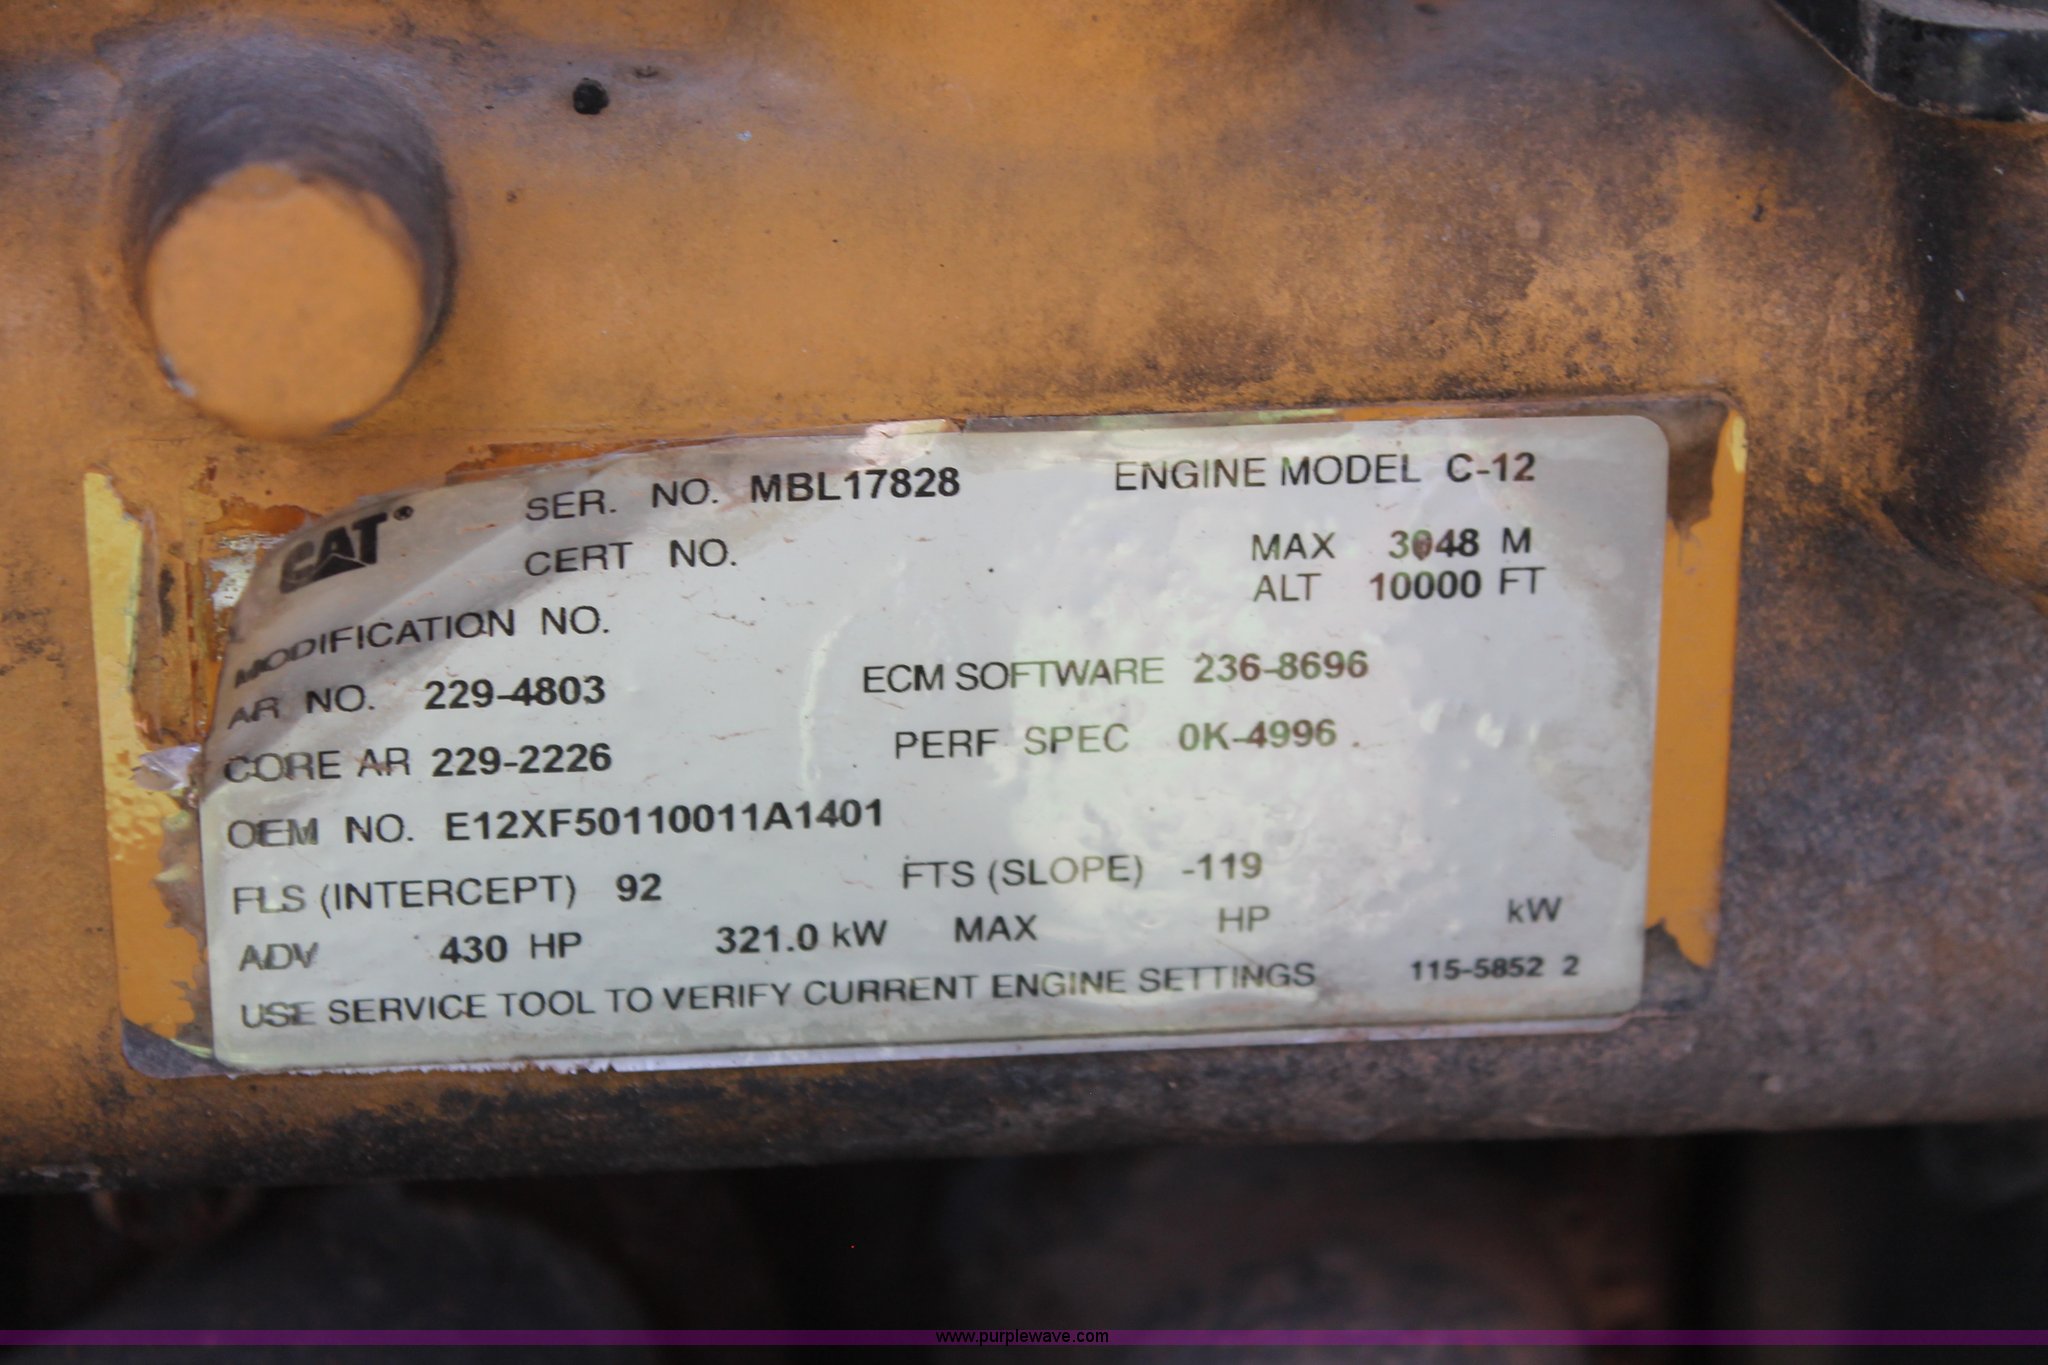 CAT®
SER. NO. MBL17828 ENGINE MODEL C-12
CERT NO. MAX 3048 M
ALT 10000 FT
MODIFICATION NO.
AR NO. 229-4803 ECM SOFTWARE 236-8696
CORE AR 229-2226 PERF SPEC 0K-4996
OEM NO. E12XF50110011A1401
FLS (INTERCEPT) 92 FTS (SLOPE) -119
ADV 430 HP 321.0 kW MAX HP kW
USE SERVICE TOOL TO VERIFY CURRENT ENGINE SETTINGS 115-5852 2
www.purplewave.com